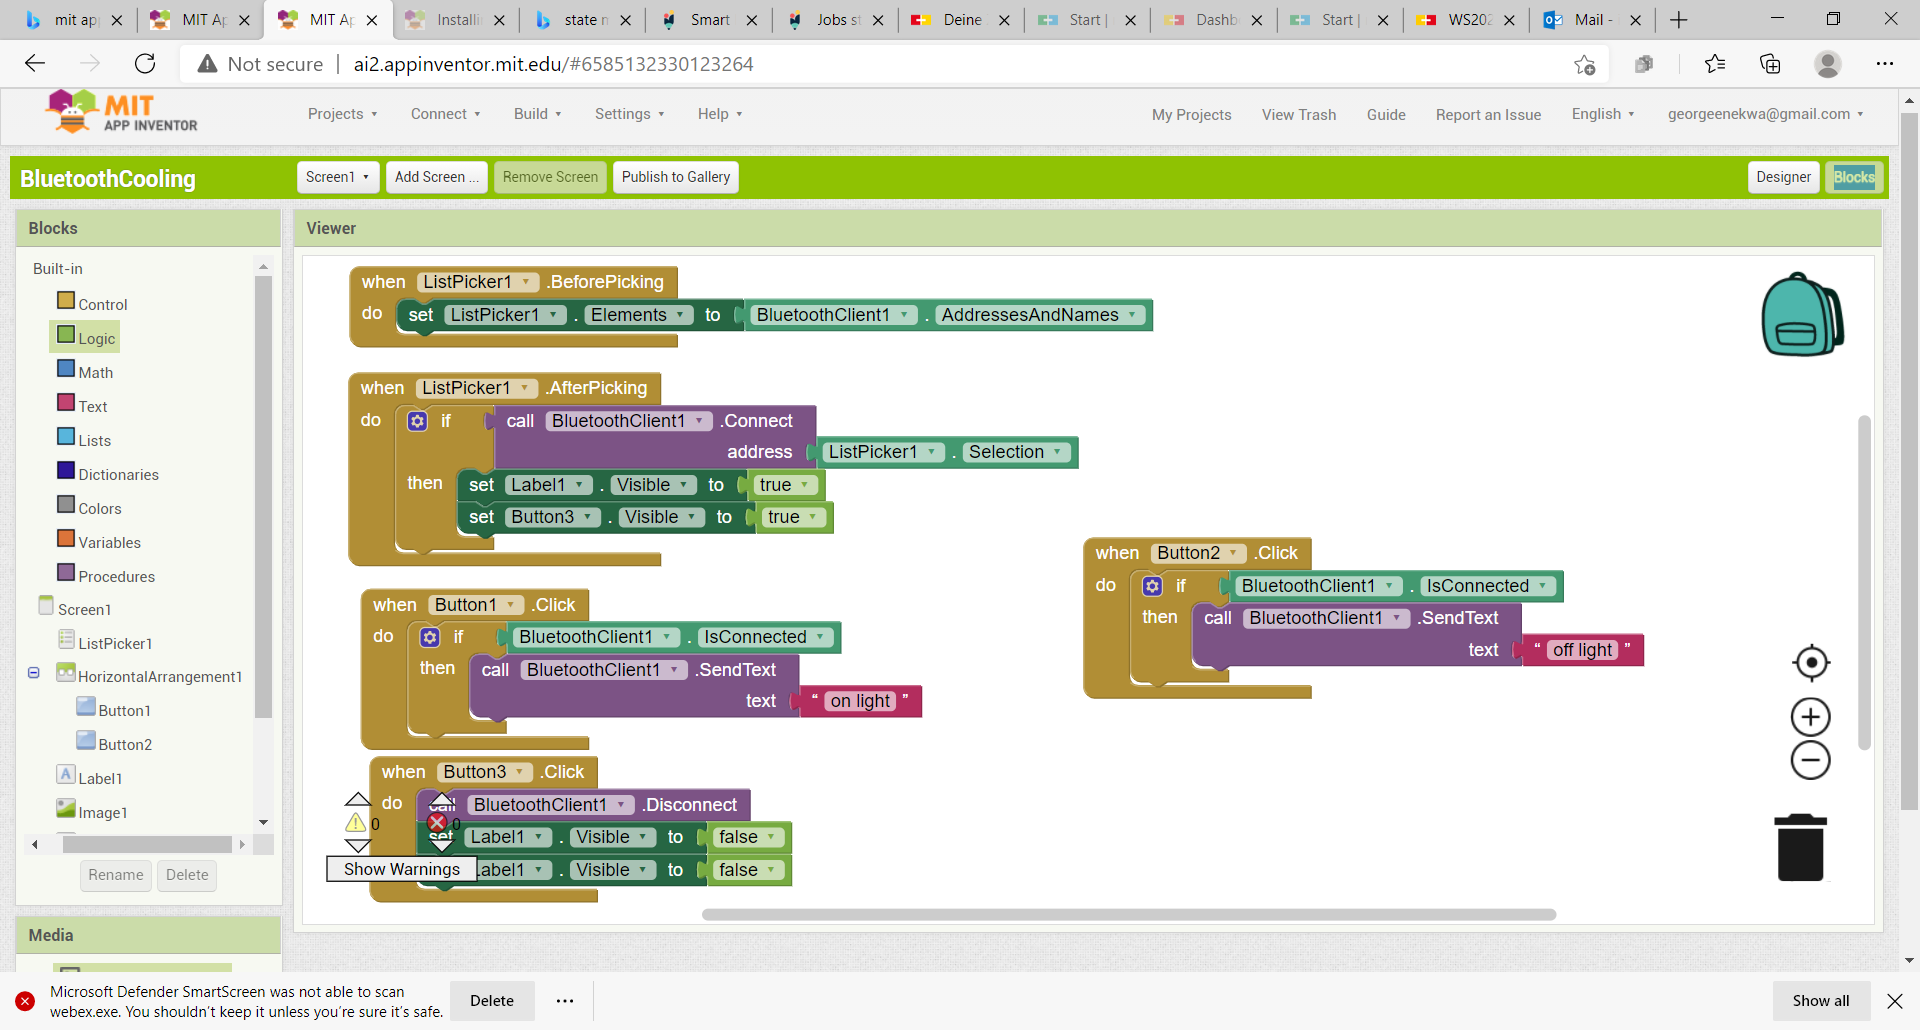 mit ap
MIT Ap
MIT Ap
Installi
state n
Smart
Jobs st
Deine
Start |
Dashb
Start |
WS202
Mail -
Not secure | ai2.appinventor.mit.edu/#6585132330123264
MIT
APP INVENTOR
Projects
Connect
Build
Settings
Help
My Projects
View Trash
Guide
Report an Issue
English
georgeenekwa@gmail.com
BluetoothCooling
Screen1
Add Screen ...
Remove Screen
Publish to Gallery
Designer
Blocks
Blocks
Built-in
Control
Logic
Math
Text
Lists
Dictionaries
Colors
Variables
Procedures
Screen1
ListPicker1
HorizontalArrangement1
Button1
Button2
Label1
Image1
Rename
Delete
Media
Viewer
when ListPicker1 .BeforePicking
do set ListPicker1 . Elements to BluetoothClient1 . AddressesAndNames
when ListPicker1 .AfterPicking
do if call BluetoothClient1 .Connect
address ListPicker1 . Selection
then set Label1 . Visible to true
set Button3 . Visible to true
when Button1 .Click
do if BluetoothClient1 . IsConnected
then call BluetoothClient1 .SendText
text “ on light ”
when Button2 .Click
do if BluetoothClient1 . IsConnected
then call BluetoothClient1 .SendText
text “ off light ”
when Button3 .Click
do call BluetoothClient1 .Disconnect
set Label1 . Visible to false
Label1 . Visible to false
0
0
Show Warnings
Microsoft Defender SmartScreen was not able to scan
webex.exe. You shouldn't keep it unless you're sure it's safe.
Delete
Show all